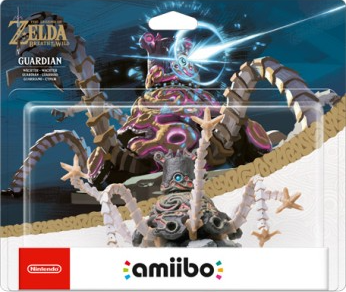 THE LEGEND OF
ZELDA
BREATH OF THE WILD
GUARDIAN
Nintendo
amiibo